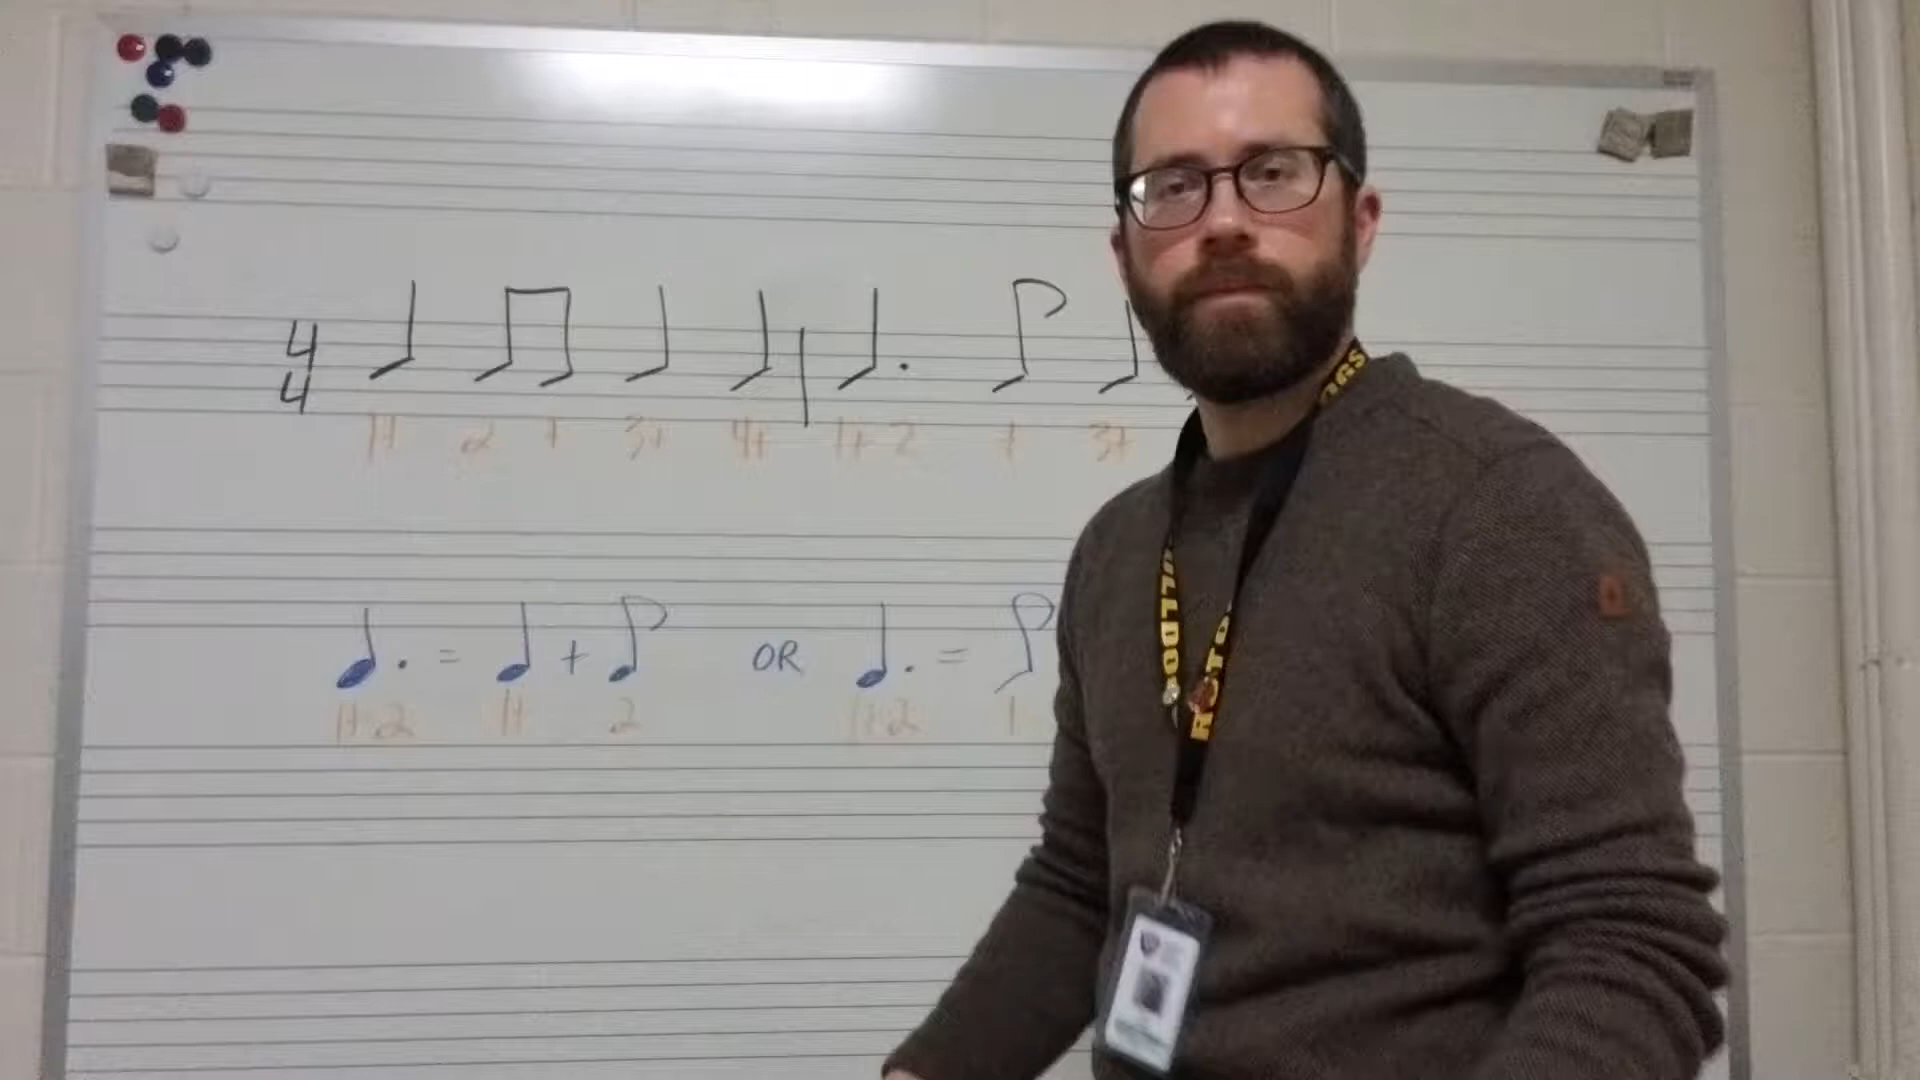 4
4
1+ 2 + 3+ 4+ 1+ 2 + 3+
= + OR =
1+ 2 1+ 2 1+ 2 1